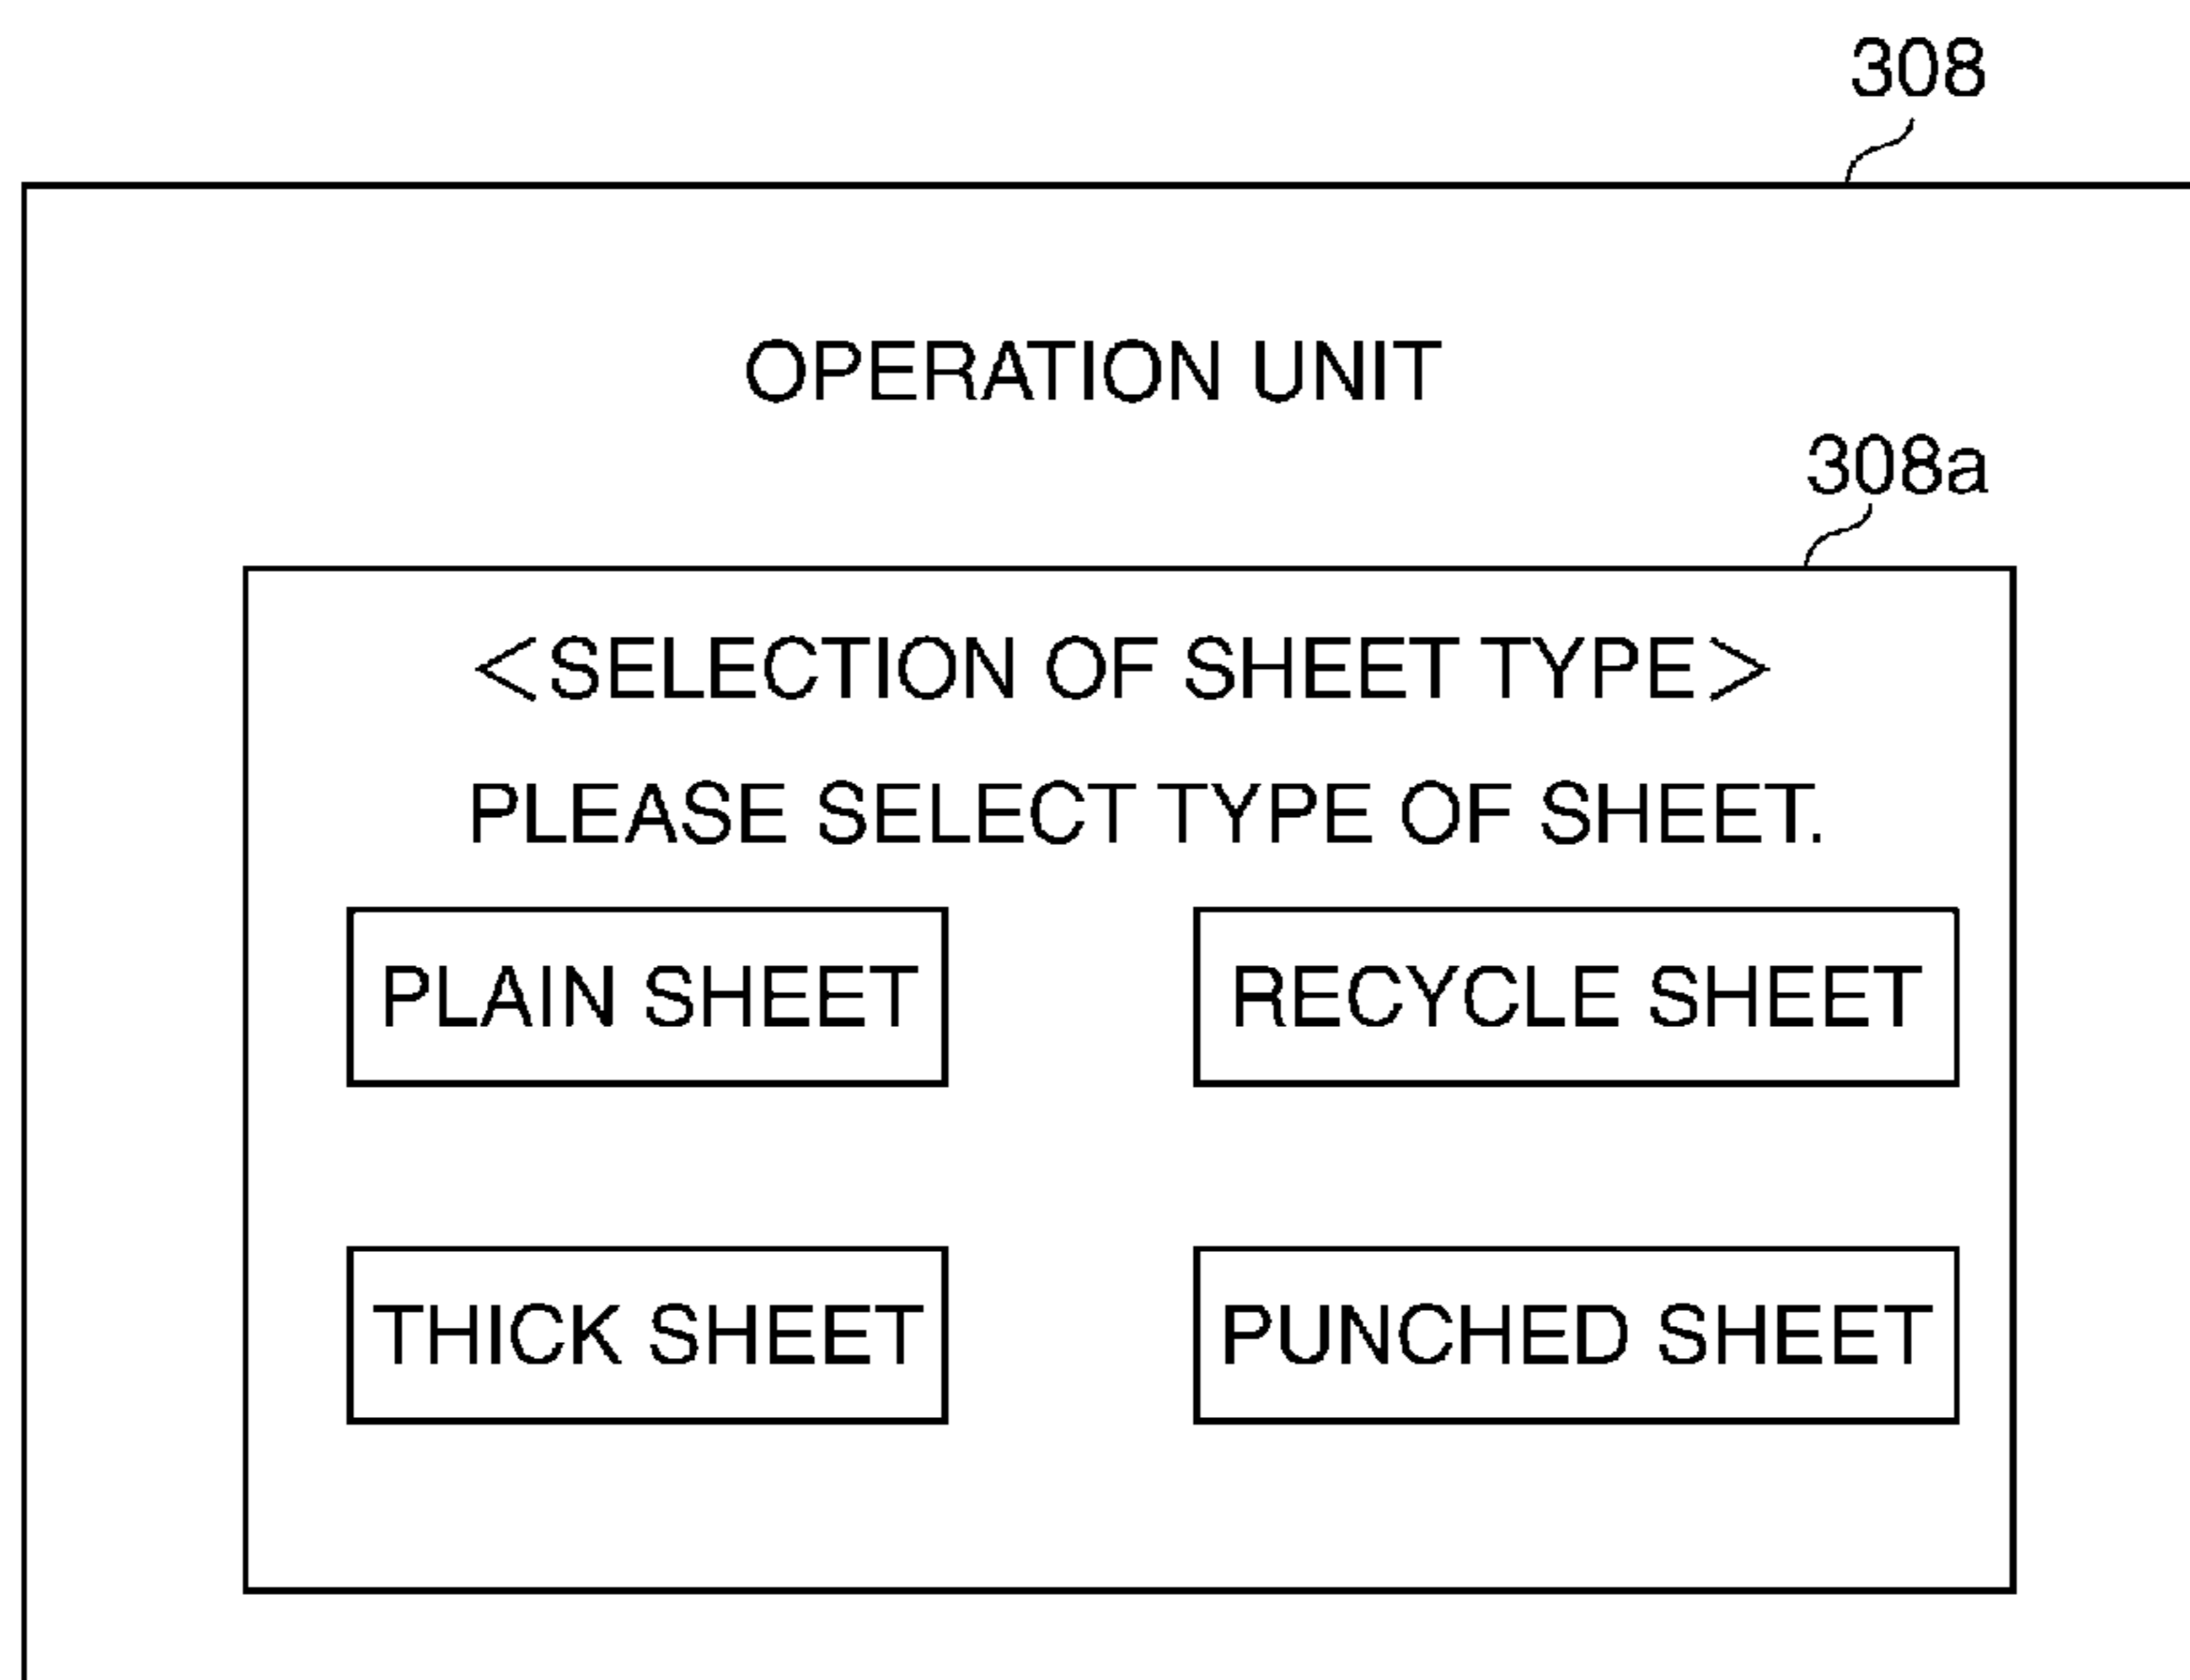 308
OPERATION UNIT
308a
<SELECTION OF SHEET TYPE>
PLEASE SELECT TYPE OF SHEET.
PLAIN SHEET
RECYCLE SHEET
THICK SHEET
PUNCHED SHEET